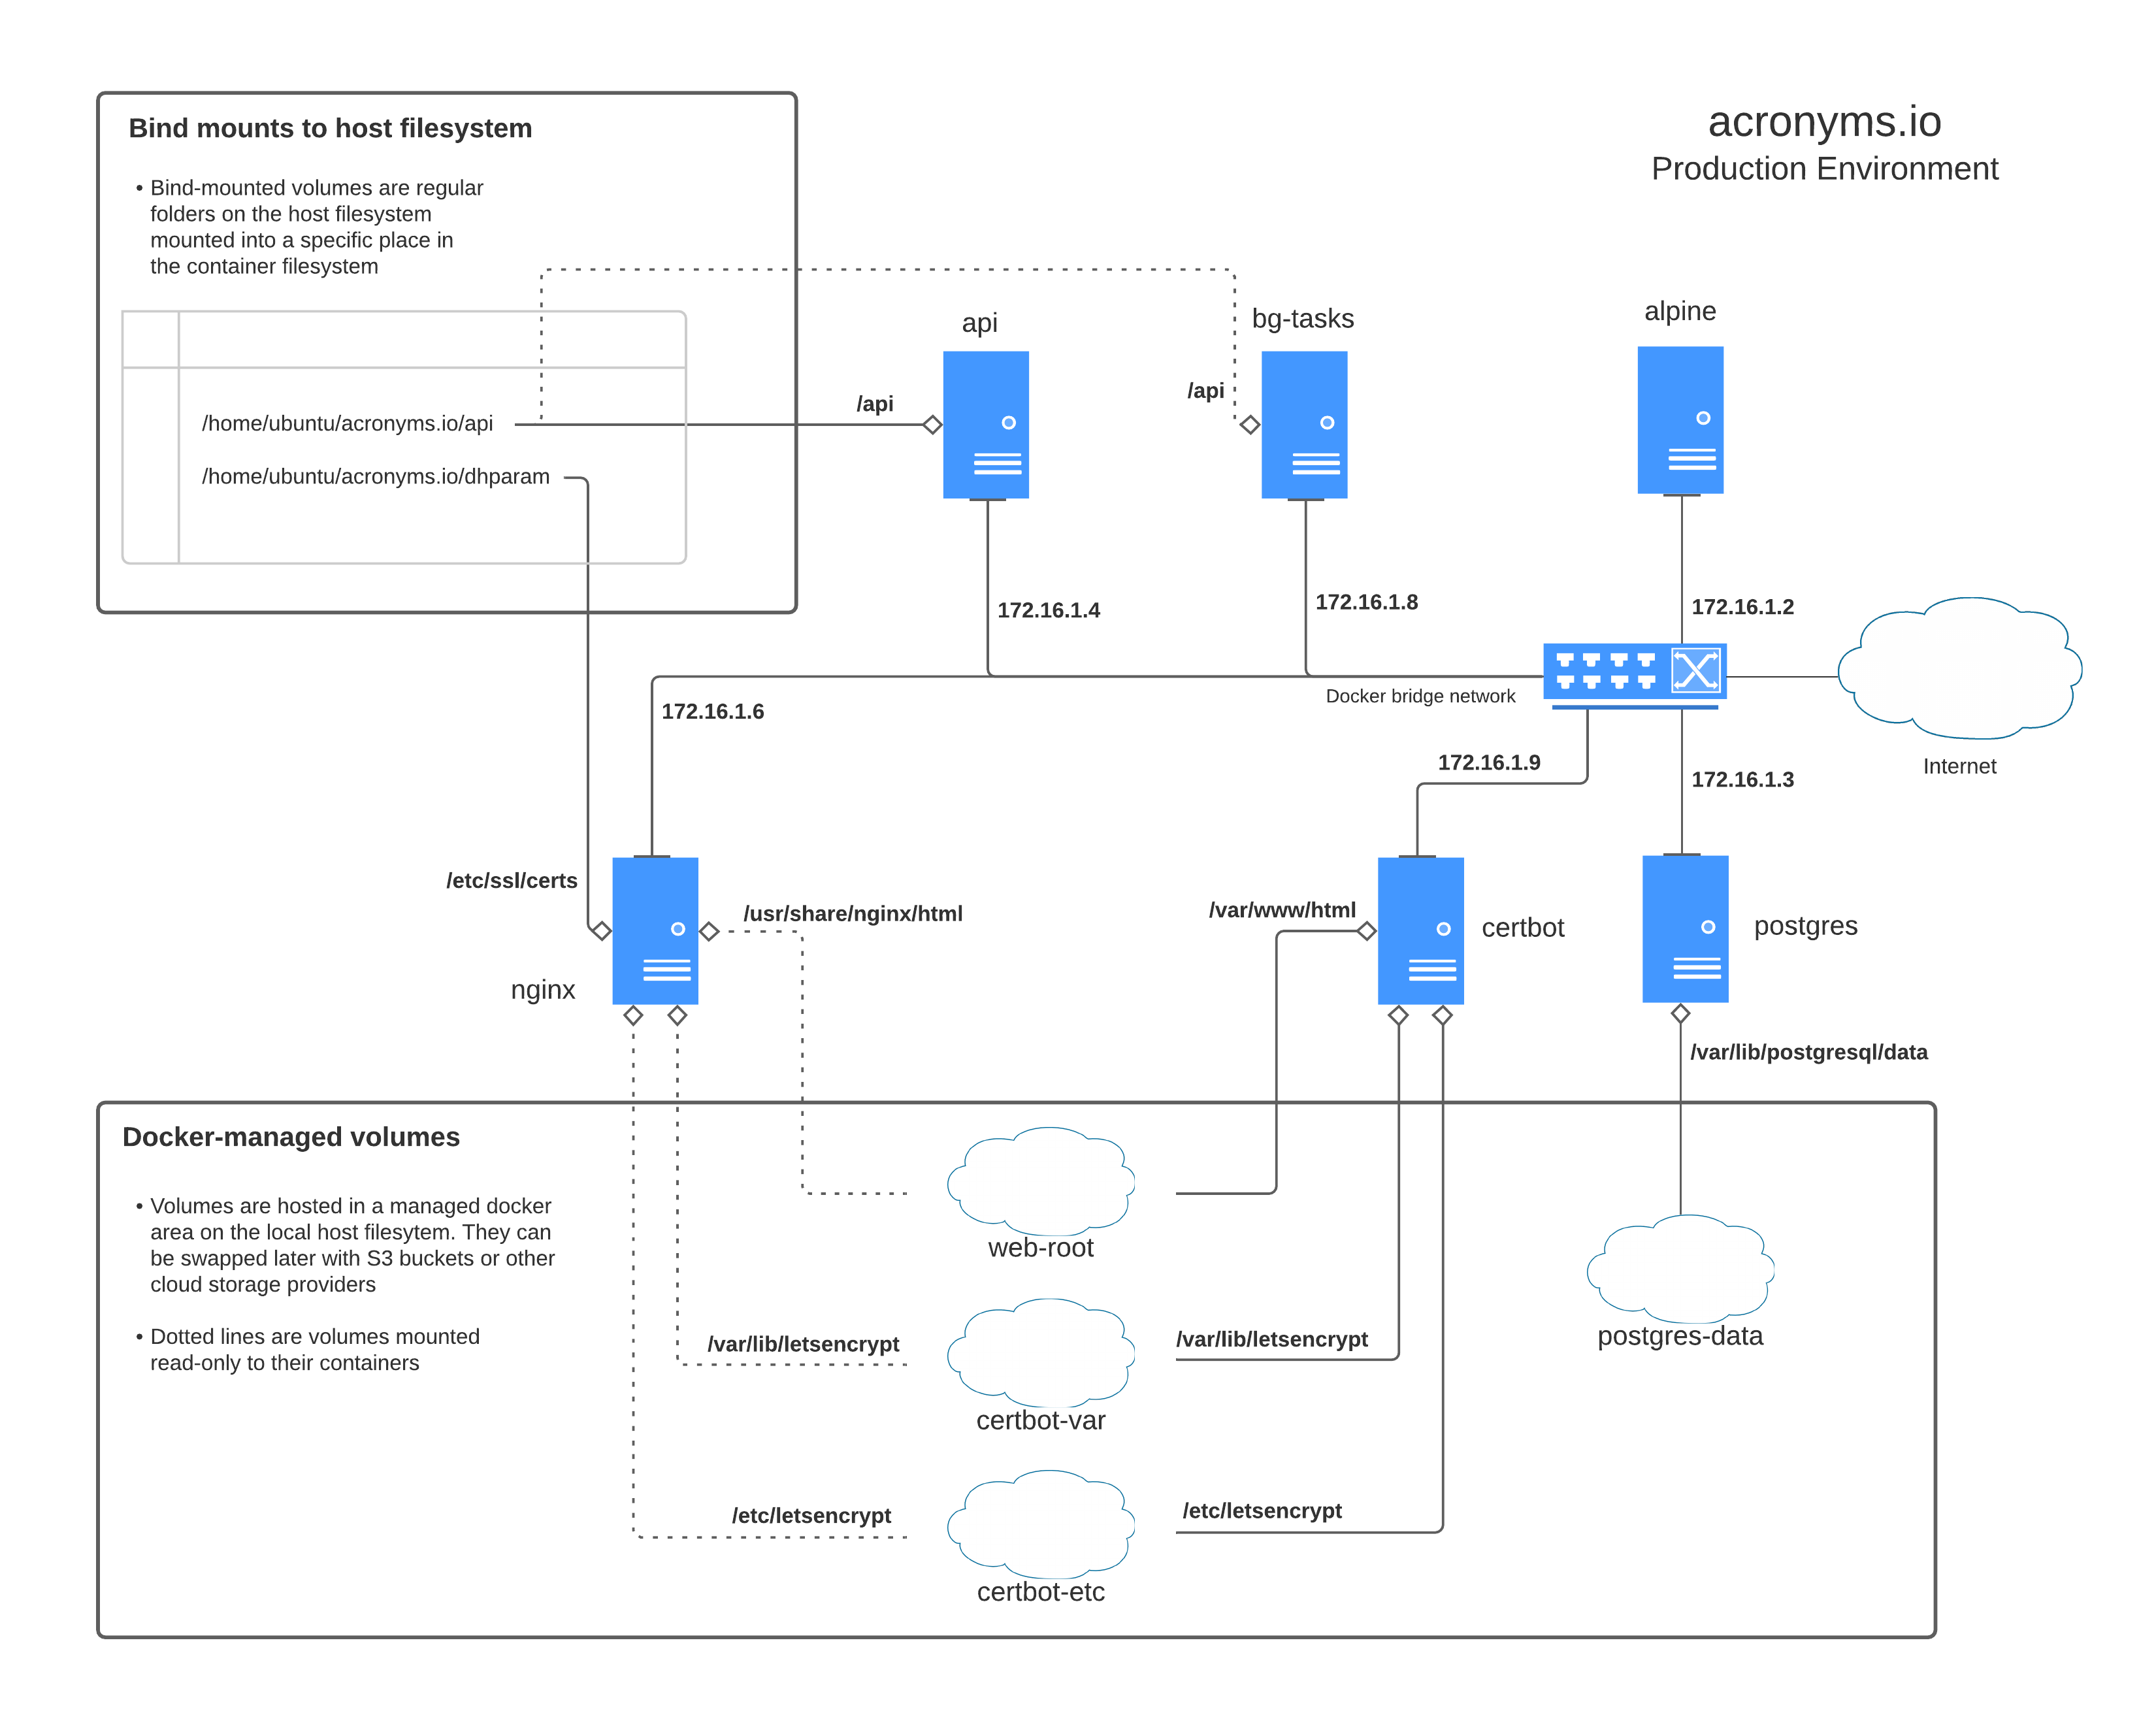 acronyms.io
Production Environment
Bind mounts to host filesystem
• Bind-mounted volumes are regular
folders on the host filesystem
mounted into a specific place in
the container filesystem
/home/ubuntu/acronyms.io/api
/home/ubuntu/acronyms.io/dhparam
/api
api
/api
bg-tasks
alpine
172.16.1.4
172.16.1.8
172.16.1.2
172.16.1.6
Docker bridge network
Internet
172.16.1.9
172.16.1.3
/etc/ssl/certs
nginx
/usr/share/nginx/html
/var/www/html
certbot
postgres
/var/lib/postgresql/data
Docker-managed volumes
• Volumes are hosted in a managed docker
area on the local host filesytem. They can
be swapped later with S3 buckets or other
cloud storage providers
• Dotted lines are volumes mounted
read-only to their containers
web-root
/var/lib/letsencrypt
/var/lib/letsencrypt
certbot-var
postgres-data
/etc/letsencrypt
/etc/letsencrypt
certbot-etc